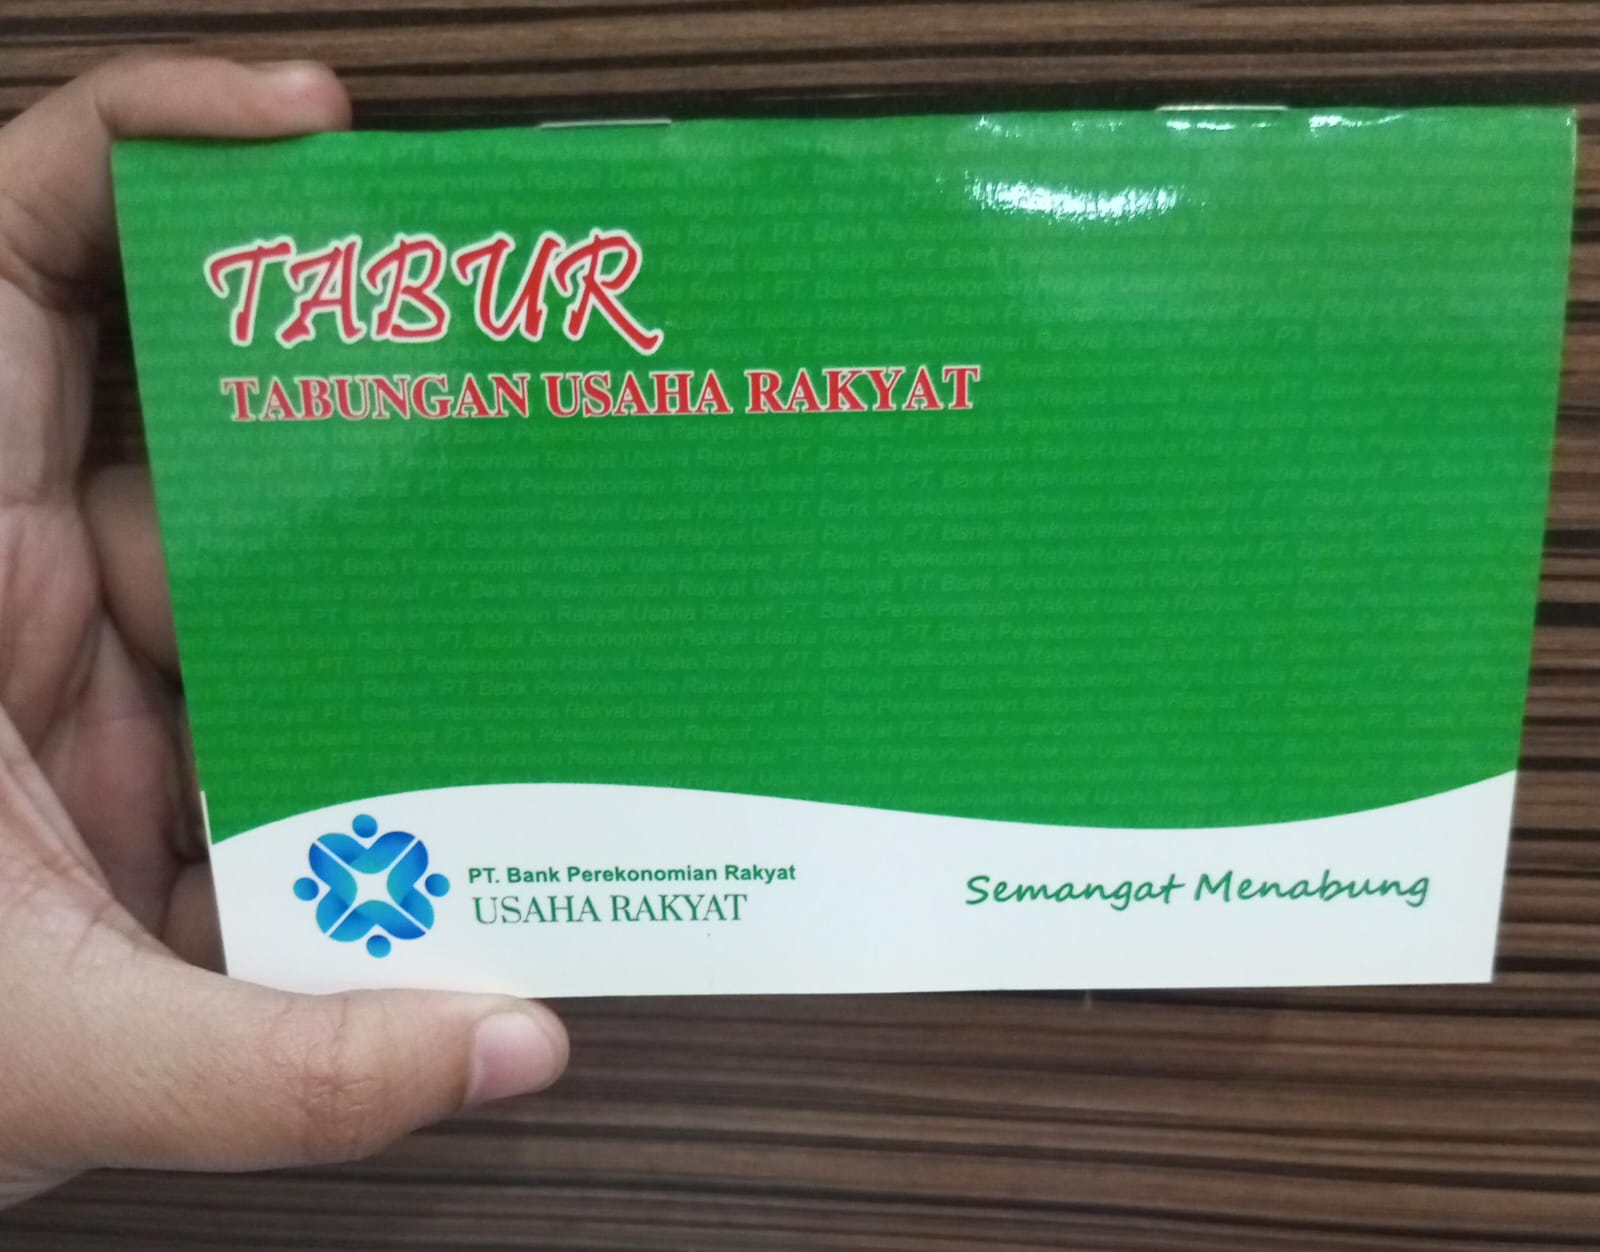 TABUR
TABUNGAN USAHA RAKYAT
PT. Bank Perekonomian Rakyat
USAHA RAKYAT
Semangat Menabung